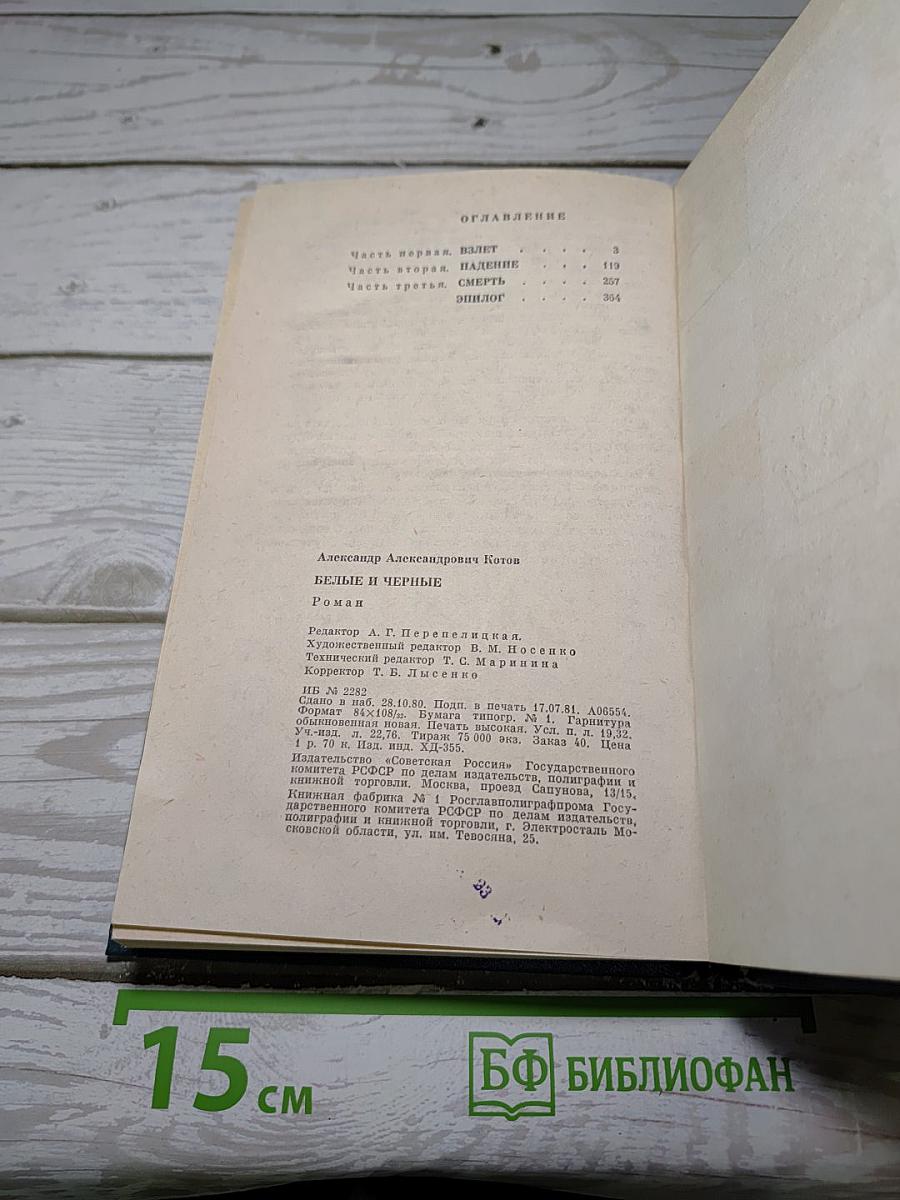 ОГЛАВЛЕНИЕ
Часть первая. ВЗЛЕТ . . . . 3
Часть вторая. ПАДЕНИЕ . . . 119
Часть третья. СМЕРТЬ . . . . 257
ЭПИЛОГ . . . . 364
Александр Александрович Котов
БЕЛЫЕ И ЧЕРНЫЕ
Роман
Редактор А. Г. Перепелицкая.
Художественный редактор В. М. Носенко
Технический редактор Т. С. Маринина
Корректор Т. Б. Лысенко
ИБ № 2282
Сдано в наб. 28.10.80. Подп. в печать 17.07.81. А06554.
Формат 84×108/32. Бумага типогр. № 1. Гарнитура
обыкновенная новая. Печать высокая. Усл. п. л. 19,32.
Уч.-изд. л. 22,76. Тираж 75 000 экз. Заказ 40. Цена
1 р. 70 к. Изд. инд. ХД-355.
Издательство «Советская Россия» Государственного
комитета РСФСР по делам издательств, полиграфии и
книжной торговли. Москва, проезд Сапунова, 13/15.
Книжная фабрика № 1 Росглавполиграфпрома Госу-
дарственного комитета РСФСР по делам издательств,
полиграфии и книжной торговли, г. Электросталь Мо-
сковской области, ул. им. Тевосяна, 25.
33
15 см
БФ БИБЛИОФАН